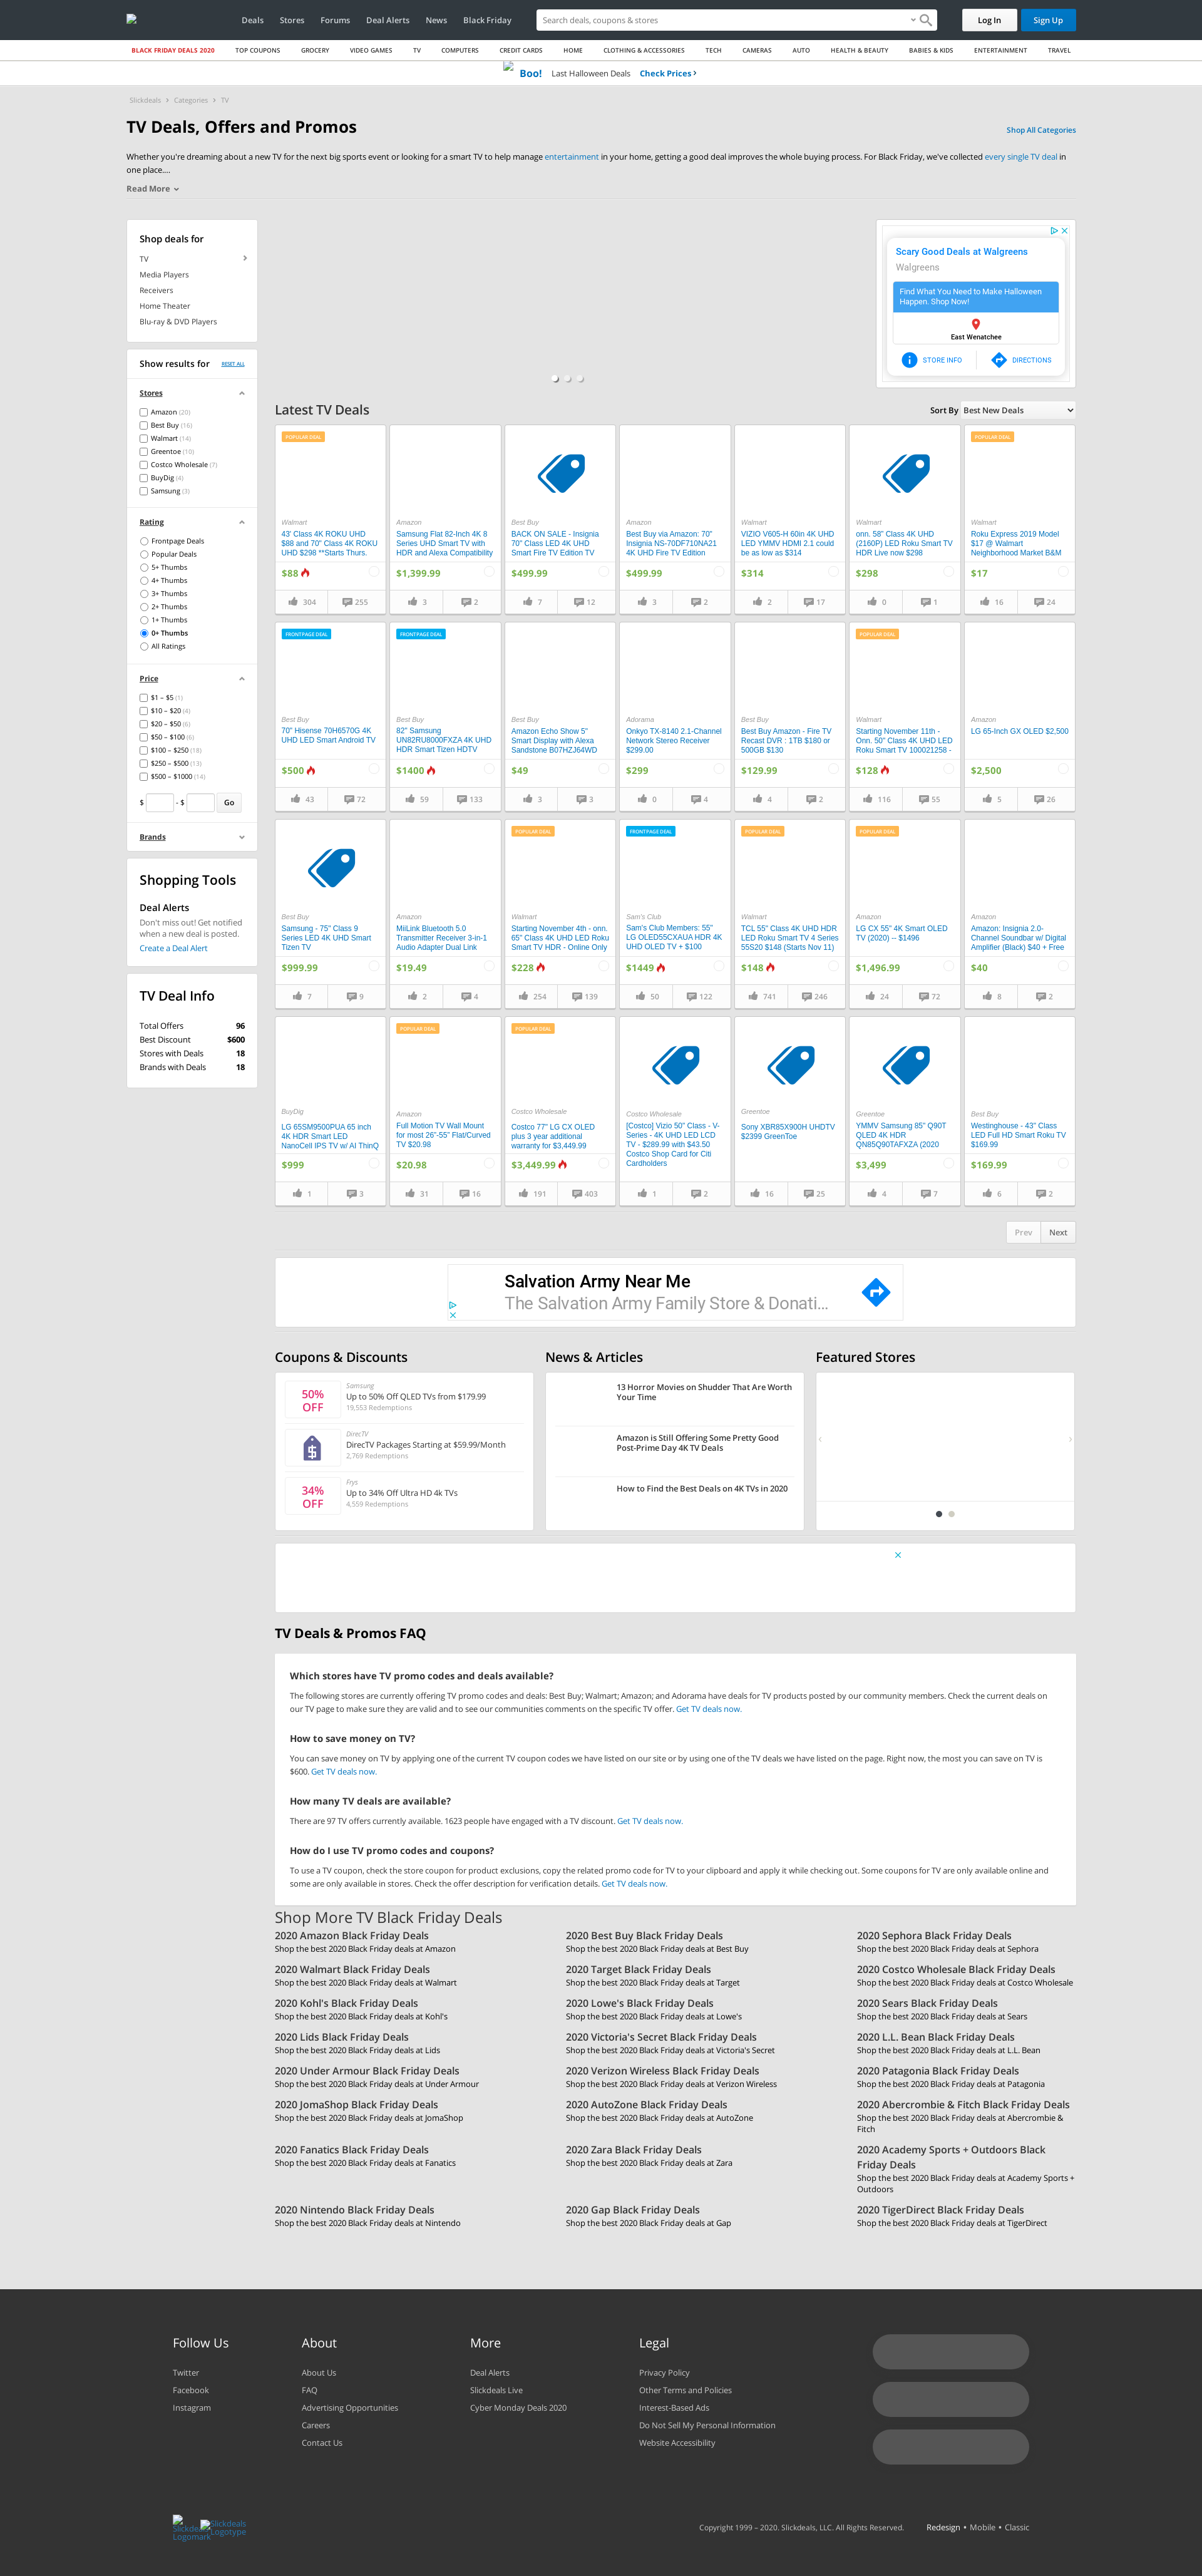 Deals Stores Forums Deal Alerts News Black Friday Search deals, coupons & stores Log In Sign Up
BLACK FRIDAY DEALS 2020 TOP COUPONS GROCERY VIDEO GAMES TV COMPUTERS CREDIT CARDS HOME CLOTHING & ACCESSORIES TECH CAMERAS AUTO HEALTH & BEAUTY BABIES & KIDS ENTERTAINMENT TRAVEL
Boo! Last Halloween Deals Check Prices
Slickdeals Categories TV
TV Deals, Offers and Promos
Shop All Categories
Whether you're dreaming about a new TV for the next big sports event or looking for a smart TV to help manage entertainment in your home, getting a good deal improves the whole buying process. For Black Friday, we've collected every single TV deal in
one place....
Read More
Shop deals for
TV
Media Players
Receivers
Home Theater
Blu-ray & DVD Players
Show results for RESET ALL
Stores
Amazon (20)
Best Buy (16)
Walmart (14)
Greentoe (10)
Costco Wholesale (7)
BuyDig (4)
Samsung (3)
Rating
Frontpage Deals
Popular Deals
5+ Thumbs
4+ Thumbs
3+ Thumbs
2+ Thumbs
1+ Thumbs
0+ Thumbs
All Ratings
Price
$1 – $5 (1)
$10 – $20 (4)
$20 – $50 (6)
$50 – $100 (6)
$100 – $250 (18)
$250 – $500 (13)
$500 – $1000 (14)
$ - $ Go
Brands
Shopping Tools
Deal Alerts
Don't miss out! Get notified
when a new deal is posted.
Create a Deal Alert
TV Deal Info
Total Offers 96
Best Discount $600
Stores with Deals 18
Brands with Deals 18
Scary Good Deals at Walgreens
Walgreens
Find What You Need to Make Halloween
Happen. Shop Now!
East Wenatchee
STORE INFO DIRECTIONS
Latest TV Deals
Sort By Best New Deals
POPULAR DEAL
Walmart
43' Class 4K ROKU UHD
$88 and 70" Class 4K ROKU
UHD $298 **Starts Thurs.
$88
304 255
Amazon
Samsung Flat 82-Inch 4K 8
Series UHD Smart TV with
HDR and Alexa Compatibility
$1,399.99
3 2
Best Buy
BACK ON SALE - Insignia
70" Class LED 4K UHD
Smart Fire TV Edition TV
$499.99
7 12
Amazon
Best Buy via Amazon: 70"
Insignia NS-70DF710NA21
4K UHD Fire TV Edition
$499.99
3 2
Walmart
VIZIO V605-H 60in 4K UHD
LED YMMV HDMI 2.1 could
be as low as $314
$314
2 17
Walmart
onn. 58" Class 4K UHD
(2160P) LED Roku Smart TV
HDR Live now $298
$298
0 1
POPULAR DEAL
Walmart
Roku Express 2019 Model
$17 @ Walmart
Neighborhood Market B&M
$17
16 24
FRONTPAGE DEAL
Best Buy
70" Hisense 70H6570G 4K
UHD LED Smart Android TV
$500
43 72
FRONTPAGE DEAL
Best Buy
82" Samsung
UN82RU8000FXZA 4K UHD
HDR Smart Tizen HDTV
$1400
59 133
Best Buy
Amazon Echo Show 5"
Smart Display with Alexa
Sandstone B07HZJ64WD
$49
3 3
Adorama
Onkyo TX-8140 2.1-Channel
Network Stereo Receiver
$299.00
$299
0 4
Best Buy
Best Buy Amazon - Fire TV
Recast DVR : 1TB $180 or
500GB $130
$129.99
4 2
POPULAR DEAL
Walmart
Starting November 11th -
Onn. 50" Class 4K UHD LED
Roku Smart TV 100021258 -
$128
116 55
Amazon
LG 65-Inch GX OLED $2,500
$2,500
5 26
Best Buy
Samsung - 75" Class 9
Series LED 4K UHD Smart
Tizen TV
$999.99
7 9
Amazon
MiiLink Bluetooth 5.0
Transmitter Receiver 3-in-1
Audio Adapter Dual Link
$19.49
2 4
POPULAR DEAL
Walmart
Starting November 4th - onn.
65" Class 4K UHD LED Roku
Smart TV HDR - Online Only
$228
254 139
FRONTPAGE DEAL
Sam's Club
Sam's Club Members: 55"
LG OLED55CXAUA HDR 4K
UHD OLED TV + $100
$1449
50 122
POPULAR DEAL
Walmart
TCL 55" Class 4K UHD HDR
LED Roku Smart TV 4 Series
55S20 $148 (Starts Nov 11)
$148
741 246
POPULAR DEAL
Amazon
LG CX 55" 4K Smart OLED
TV (2020) -- $1496
$1,496.99
24 72
Amazon
Amazon: Insignia 2.0-
Channel Soundbar w/ Digital
Amplifier (Black) $40 + Free
$40
8 2
BuyDig
LG 65SM9500PUA 65 inch
4K HDR Smart LED
NanoCell IPS TV w/ AI ThinQ
$999
1 3
POPULAR DEAL
Amazon
Full Motion TV Wall Mount
for most 26"-55" Flat/Curved
TV $20.98
$20.98
31 16
POPULAR DEAL
Costco Wholesale
Costco 77" LG CX OLED
plus 3 year additional
warranty for $3,449.99
$3,449.99
191 403
Costco Wholesale
[Costco] Vizio 50" Class - V-
Series - 4K UHD LED LCD
TV - $289.99 with $43.50
Costco Shop Card for Citi
Cardholders
1 2
Greentoe
Sony XBR85X900H UHDTV
$2399 GreenToe
16 25
Greentoe
YMMV Samsung 85" Q90T
QLED 4K HDR
QN85Q90TAFXZA (2020
$3,499
4 7
Best Buy
Westinghouse - 43" Class
LED Full HD Smart Roku TV
$169.99
$169.99
6 2
Prev Next
Salvation Army Near Me
The Salvation Army Family Store & Donati...
Coupons & Discounts
50%
OFF
Samsung
Up to 50% Off QLED TVs from $179.99
19,553 Redemptions
DirecTV
DirecTV Packages Starting at $59.99/Month
2,769 Redemptions
34%
OFF
Frys
Up to 34% Off Ultra HD 4k TVs
4,559 Redemptions
News & Articles
13 Horror Movies on Shudder That Are Worth
Your Time
Amazon is Still Offering Some Pretty Good
Post-Prime Day 4K TV Deals
How to Find the Best Deals on 4K TVs in 2020
Featured Stores
TV Deals & Promos FAQ
Which stores have TV promo codes and deals available?
The following stores are currently offering TV promo codes and deals: Best Buy; Walmart; Amazon; and Adorama have deals for TV products posted by our community members. Check the current deals on
our TV page to make sure they are valid and to see our communities comments on the specific TV offer. Get TV deals now.
How to save money on TV?
You can save money on TV by applying one of the current TV coupon codes we have listed on our site or by using one of the TV deals we have listed on the page. Right now, the most you can save on TV is
$600. Get TV deals now.
How many TV deals are available?
There are 97 TV offers currently available. 1623 people have engaged with a TV discount. Get TV deals now.
How do I use TV promo codes and coupons?
To use a TV coupon, check the store coupon for product exclusions, copy the related promo code for TV to your clipboard and apply it while checking out. Some coupons for TV are only available online and
some are only available in stores. Check the offer description for verification details. Get TV deals now.
Shop More TV Black Friday Deals
2020 Amazon Black Friday Deals
Shop the best 2020 Black Friday deals at Amazon
2020 Best Buy Black Friday Deals
Shop the best 2020 Black Friday deals at Best Buy
2020 Sephora Black Friday Deals
Shop the best 2020 Black Friday deals at Sephora
2020 Walmart Black Friday Deals
Shop the best 2020 Black Friday deals at Walmart
2020 Target Black Friday Deals
Shop the best 2020 Black Friday deals at Target
2020 Costco Wholesale Black Friday Deals
Shop the best 2020 Black Friday deals at Costco Wholesale
2020 Kohl's Black Friday Deals
Shop the best 2020 Black Friday deals at Kohl's
2020 Lowe's Black Friday Deals
Shop the best 2020 Black Friday deals at Lowe's
2020 Sears Black Friday Deals
Shop the best 2020 Black Friday deals at Sears
2020 Lids Black Friday Deals
Shop the best 2020 Black Friday deals at Lids
2020 Victoria's Secret Black Friday Deals
Shop the best 2020 Black Friday deals at Victoria's Secret
2020 L.L. Bean Black Friday Deals
Shop the best 2020 Black Friday deals at L.L. Bean
2020 Under Armour Black Friday Deals
Shop the best 2020 Black Friday deals at Under Armour
2020 Verizon Wireless Black Friday Deals
Shop the best 2020 Black Friday deals at Verizon Wireless
2020 Patagonia Black Friday Deals
Shop the best 2020 Black Friday deals at Patagonia
2020 JomaShop Black Friday Deals
Shop the best 2020 Black Friday deals at JomaShop
2020 AutoZone Black Friday Deals
Shop the best 2020 Black Friday deals at AutoZone
2020 Abercrombie & Fitch Black Friday Deals
Shop the best 2020 Black Friday deals at Abercrombie &
Fitch
2020 Fanatics Black Friday Deals
Shop the best 2020 Black Friday deals at Fanatics
2020 Zara Black Friday Deals
Shop the best 2020 Black Friday deals at Zara
2020 Academy Sports + Outdoors Black
Friday Deals
Shop the best 2020 Black Friday deals at Academy Sports +
Outdoors
2020 Nintendo Black Friday Deals
Shop the best 2020 Black Friday deals at Nintendo
2020 Gap Black Friday Deals
Shop the best 2020 Black Friday deals at Gap
2020 TigerDirect Black Friday Deals
Shop the best 2020 Black Friday deals at TigerDirect
Follow Us
Twitter
Facebook
Instagram
About
About Us
FAQ
Advertising Opportunities
Careers
Contact Us
More
Deal Alerts
Slickdeals Live
Cyber Monday Deals 2020
Legal
Privacy Policy
Other Terms and Policies
Interest-Based Ads
Do Not Sell My Personal Information
Website Accessibility
Slickdeals
Logomark
Slickdeals
Logotype
Copyright 1999 – 2020. Slickdeals, LLC. All Rights Reserved. Redesign • Mobile • Classic